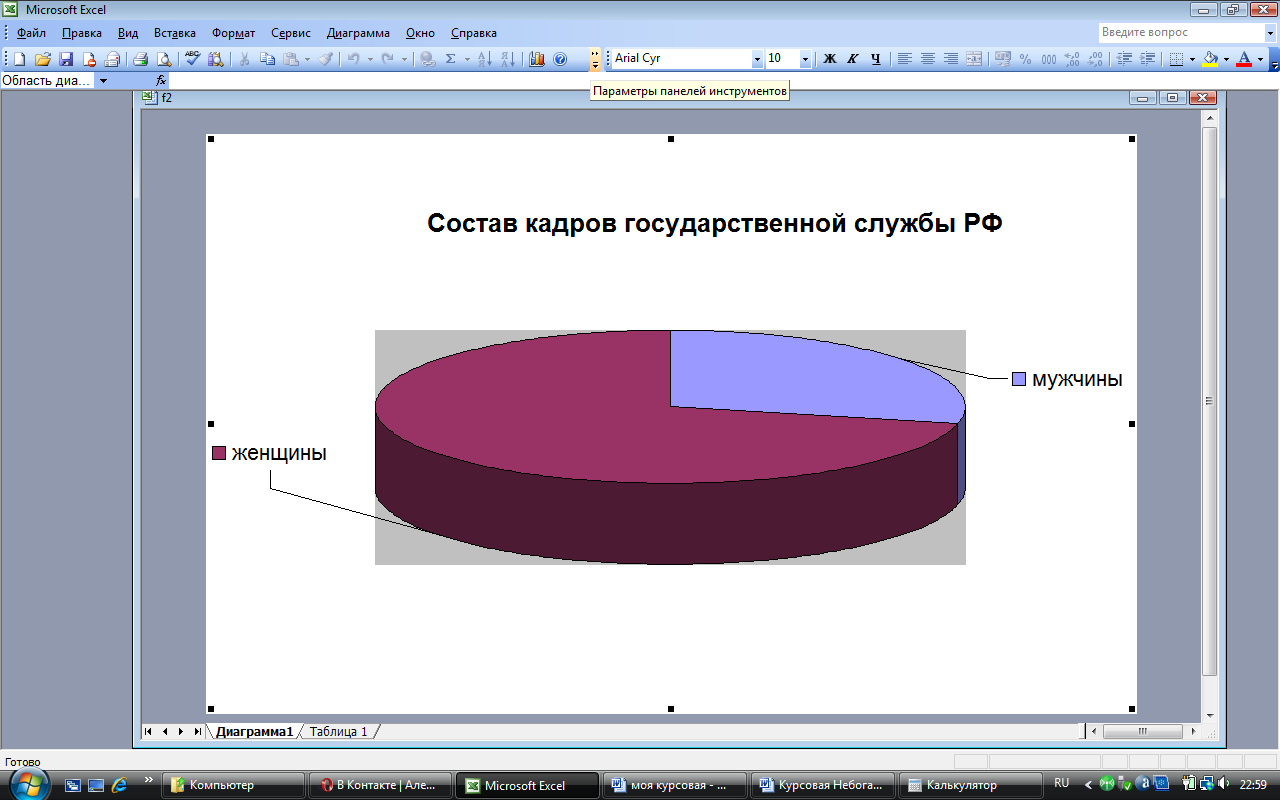 Microsoft Excel
Файл Правка Вид Вставка Формат Сервис Диаграмма Окно Справка Введите вопрос
Arial Cyr 10 Ж К Ч
Область диа... fx
Параметры панелей инструментов
f2
Состав кадров государственной службы РФ
мужчины
женщины
Диаграмма1 Таблица 1
Готово
Компьютер В Контакте | Але... Microsoft Excel моя курсовая - ... Курсовая Небога... Калькулятор RU 22:59